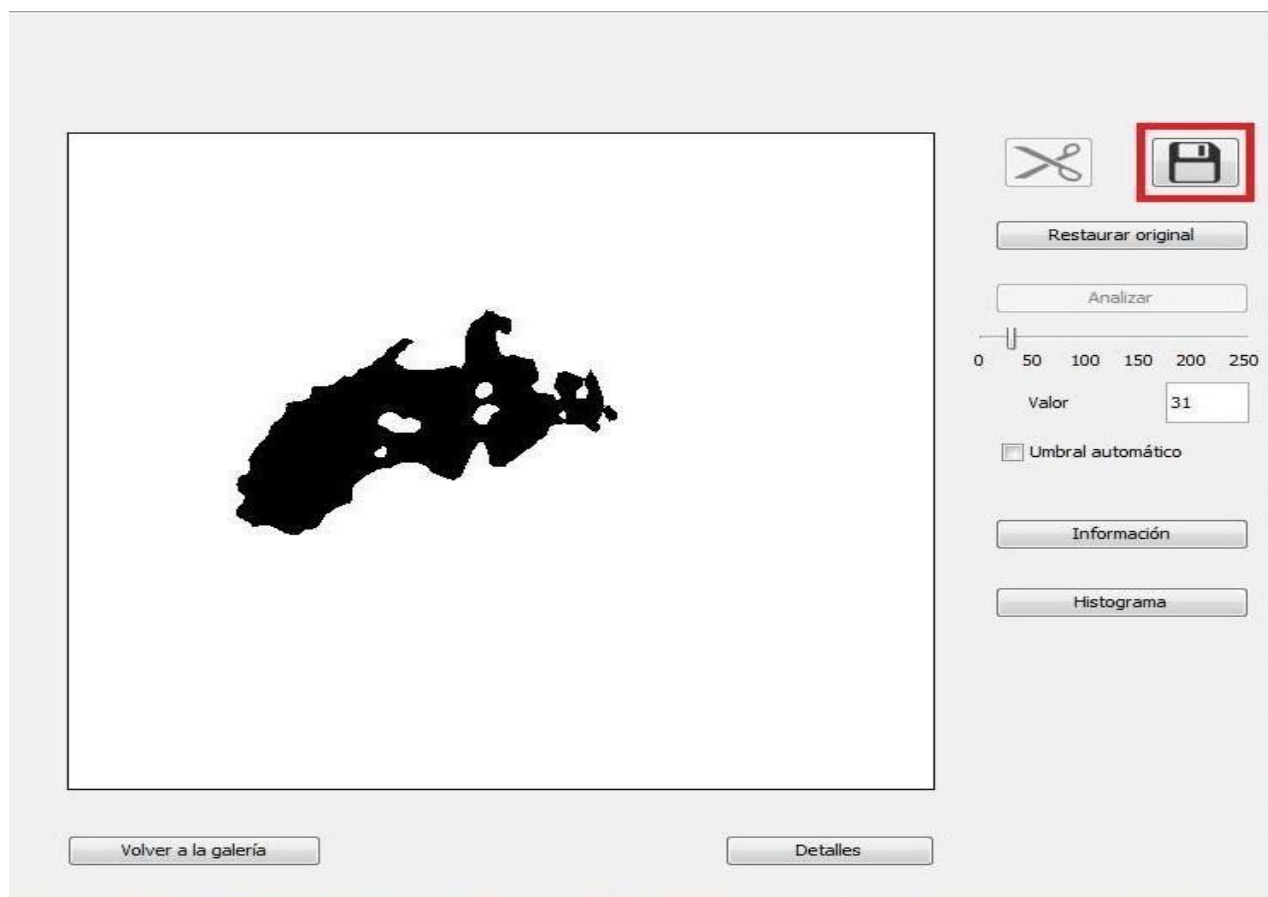 Restaurar original
Analizar
0 50 100 150 200 250
Valor 31
Umbral automático
Información
Histograma
Volver a la galería Detalles